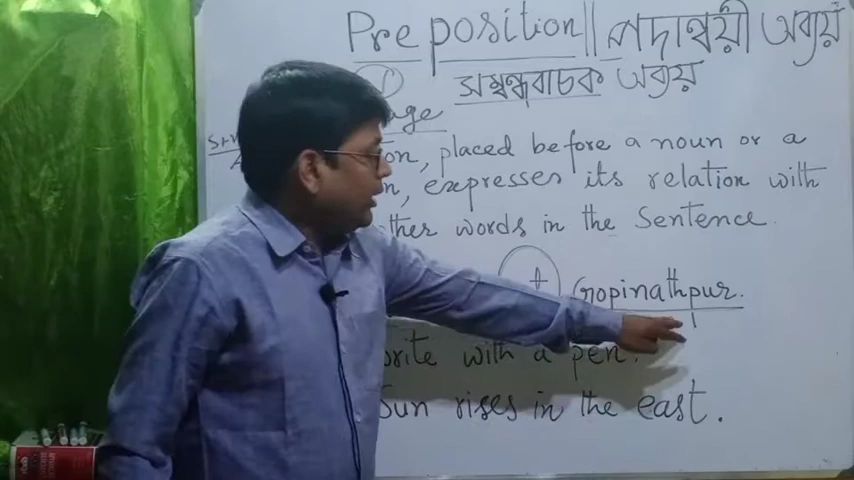 Preposition || পদান্বয়ী অব্যয়
সম্বন্ধবাচক অব্যয়
placed before a noun or a
expresses its relation with
words in the Sentence
Gopinathpur.
with a pen.
Sun rises in the east.